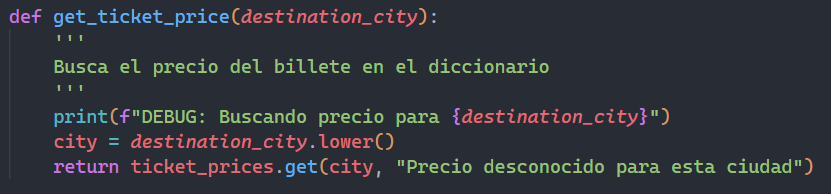 def get_ticket_price(destination_city):
    '''
    Busca el precio del billete en el diccionario
    '''
    print(f"DEBUG: Buscando precio para {destination_city}")
    city = destination_city.lower()
    return ticket_prices.get(city, "Precio desconocido para esta ciudad")